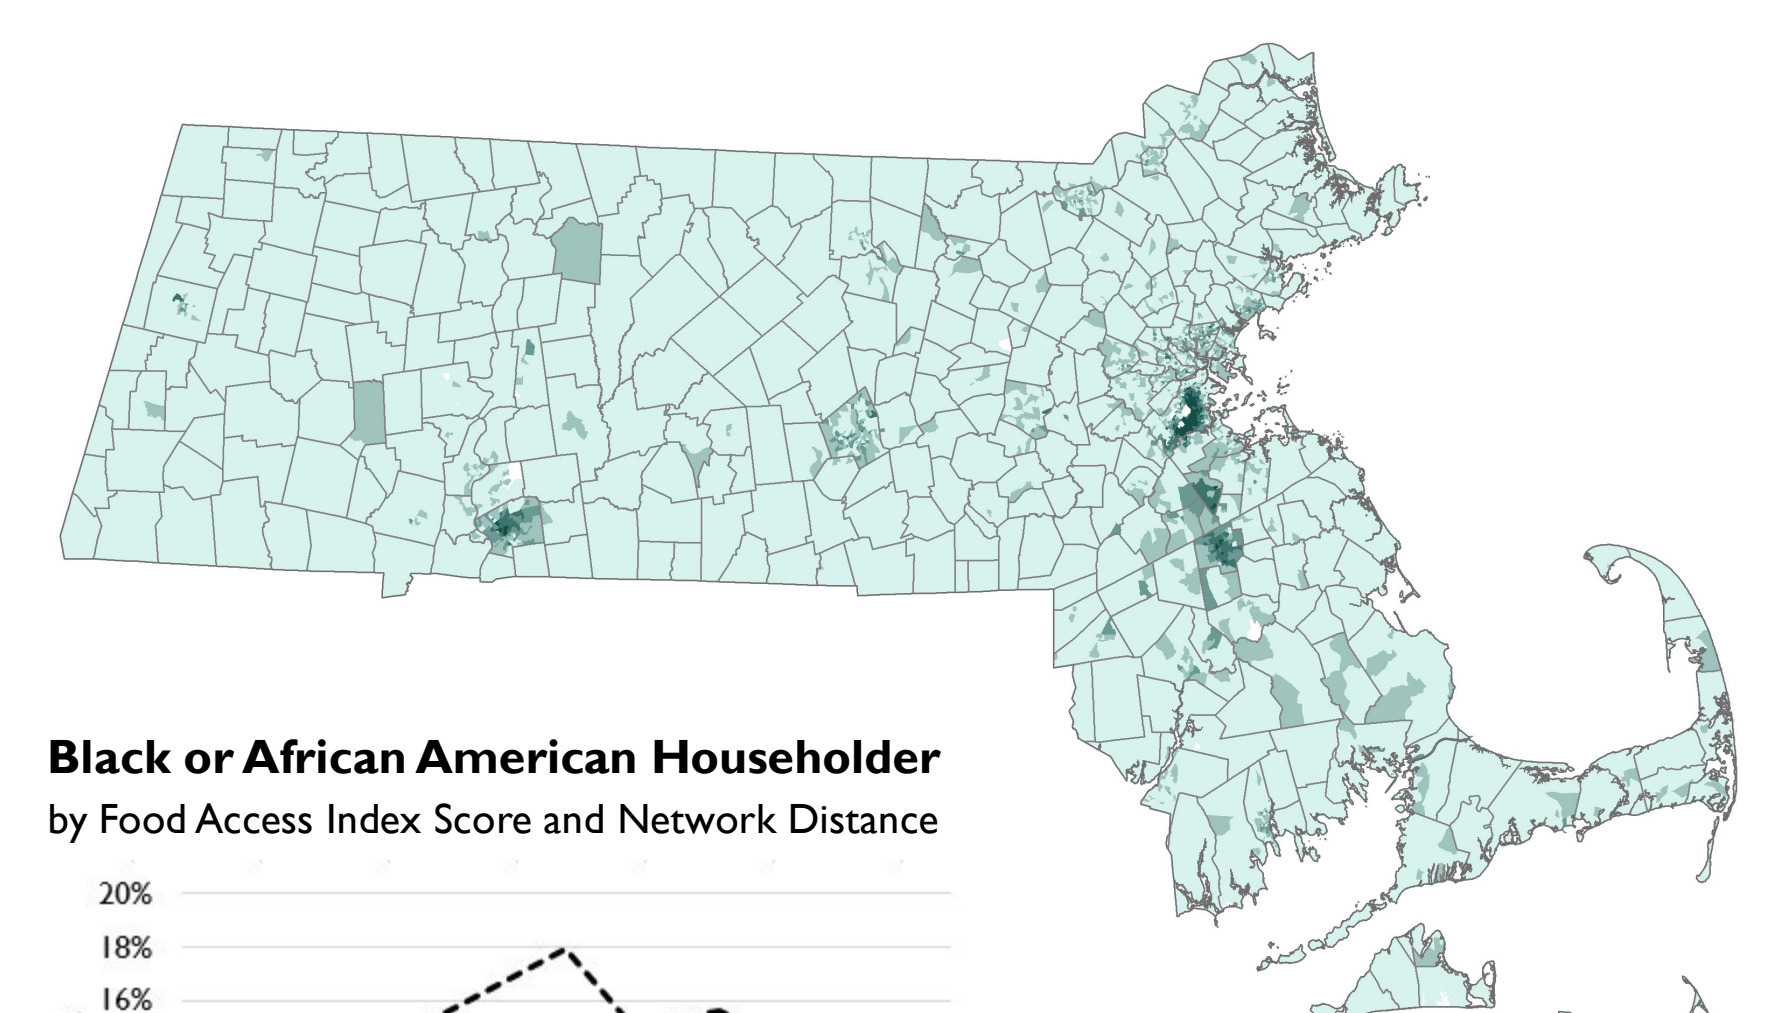 Black or African American Householder
by Food Access Index Score and Network Distance
20%
18%
16%